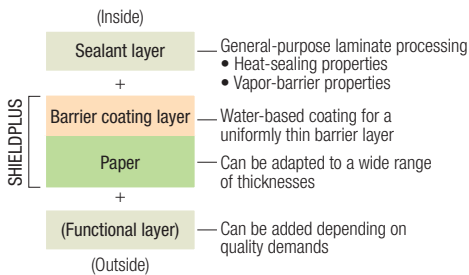 (Inside)
Sealant layer
General-purpose laminate processing
• Heat-sealing properties
• Vapor-barrier properties
+
SHIELDPLUS
Barrier coating layer
Water-based coating for a
uniformly thin barrier layer
Paper
Can be adapted to a wide range
of thicknesses
+
(Functional layer)
Can be added depending on
quality demands
(Outside)